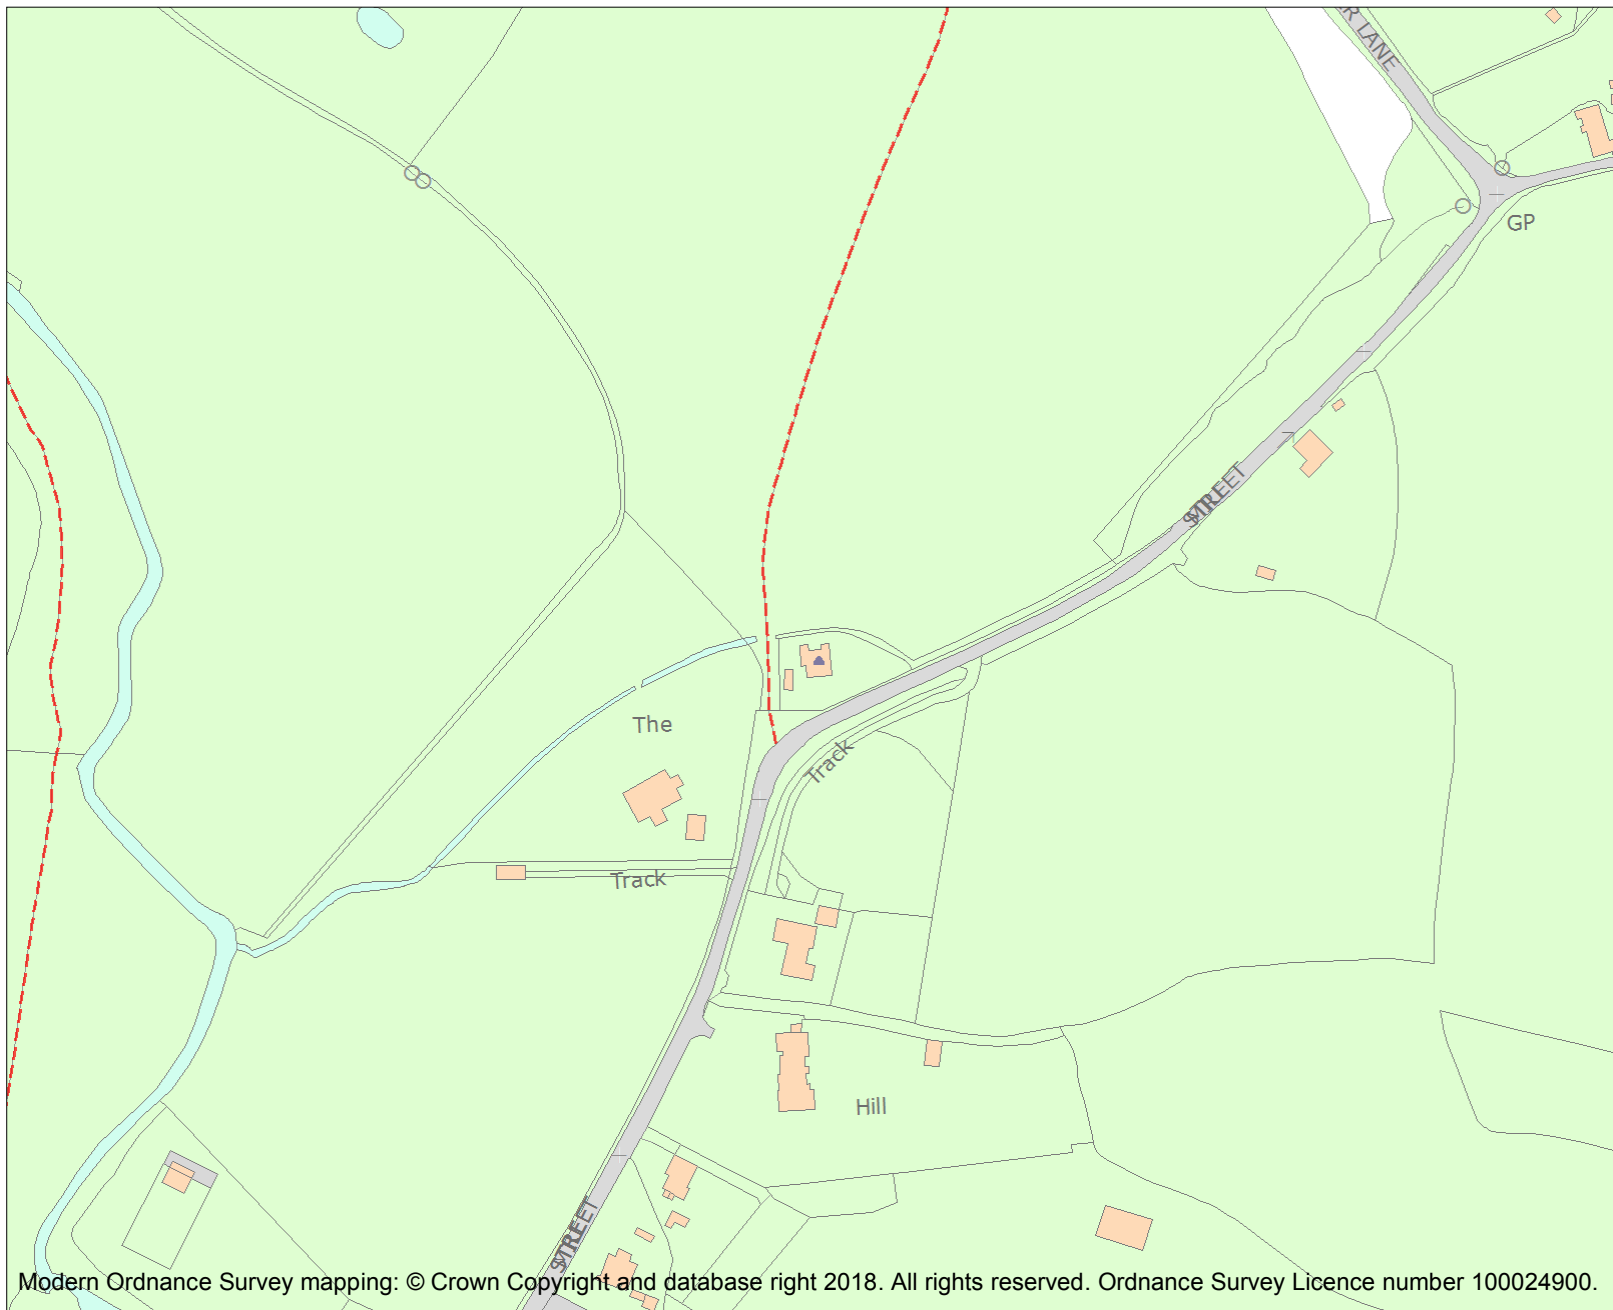 R LANE
GP
STREET
The
Track
Track
Hill
STREET
Modern Ordnance Survey mapping: © Crown Copyright and database right 2018. All rights reserved. Ordnance Survey Licence number 100024900.